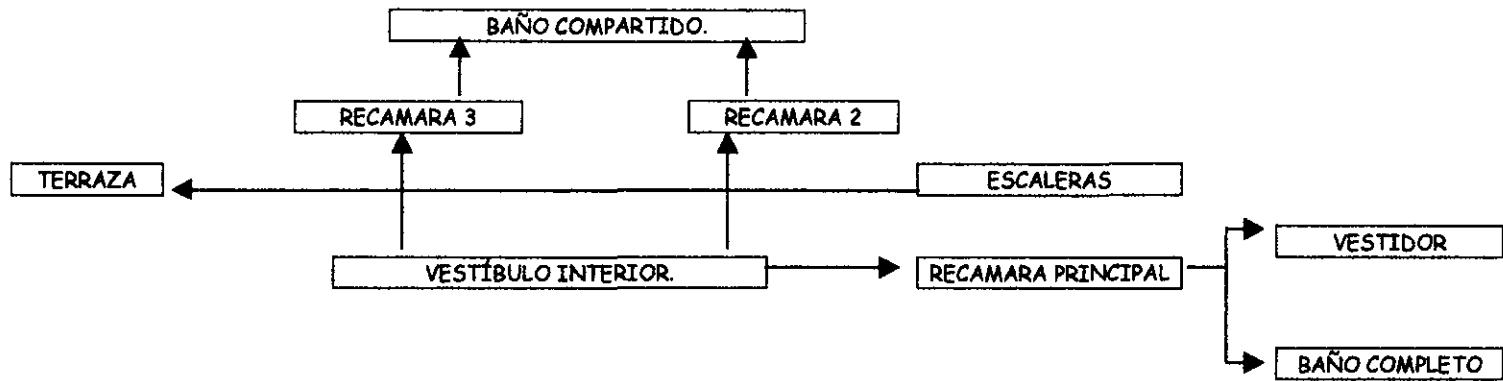 BAÑO COMPARTIDO.
RECAMARA 3
RECAMARA 2
TERRAZA
ESCALERAS
VESTÍBULO INTERIOR.
RECAMARA PRINCIPAL
VESTIDOR
BAÑO COMPLETO